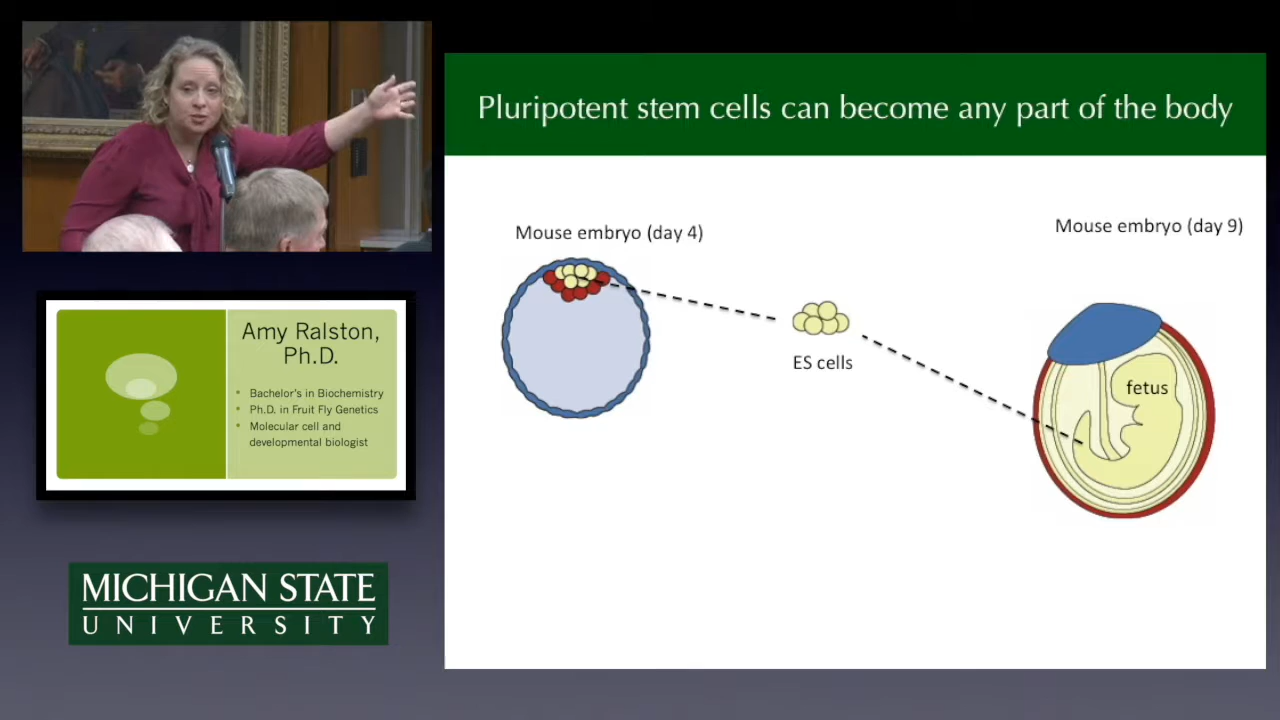 Pluripotent stem cells can become any part of the body
Mouse embryo (day 4)
Mouse embryo (day 9)
ES cells
fetus
Amy Ralston,
Ph.D.
• Bachelor's in Biochemistry
• Ph.D. in Fruit Fly Genetics
• Molecular cell and
developmental biologist
MICHIGAN STATE
UNIVERSITY